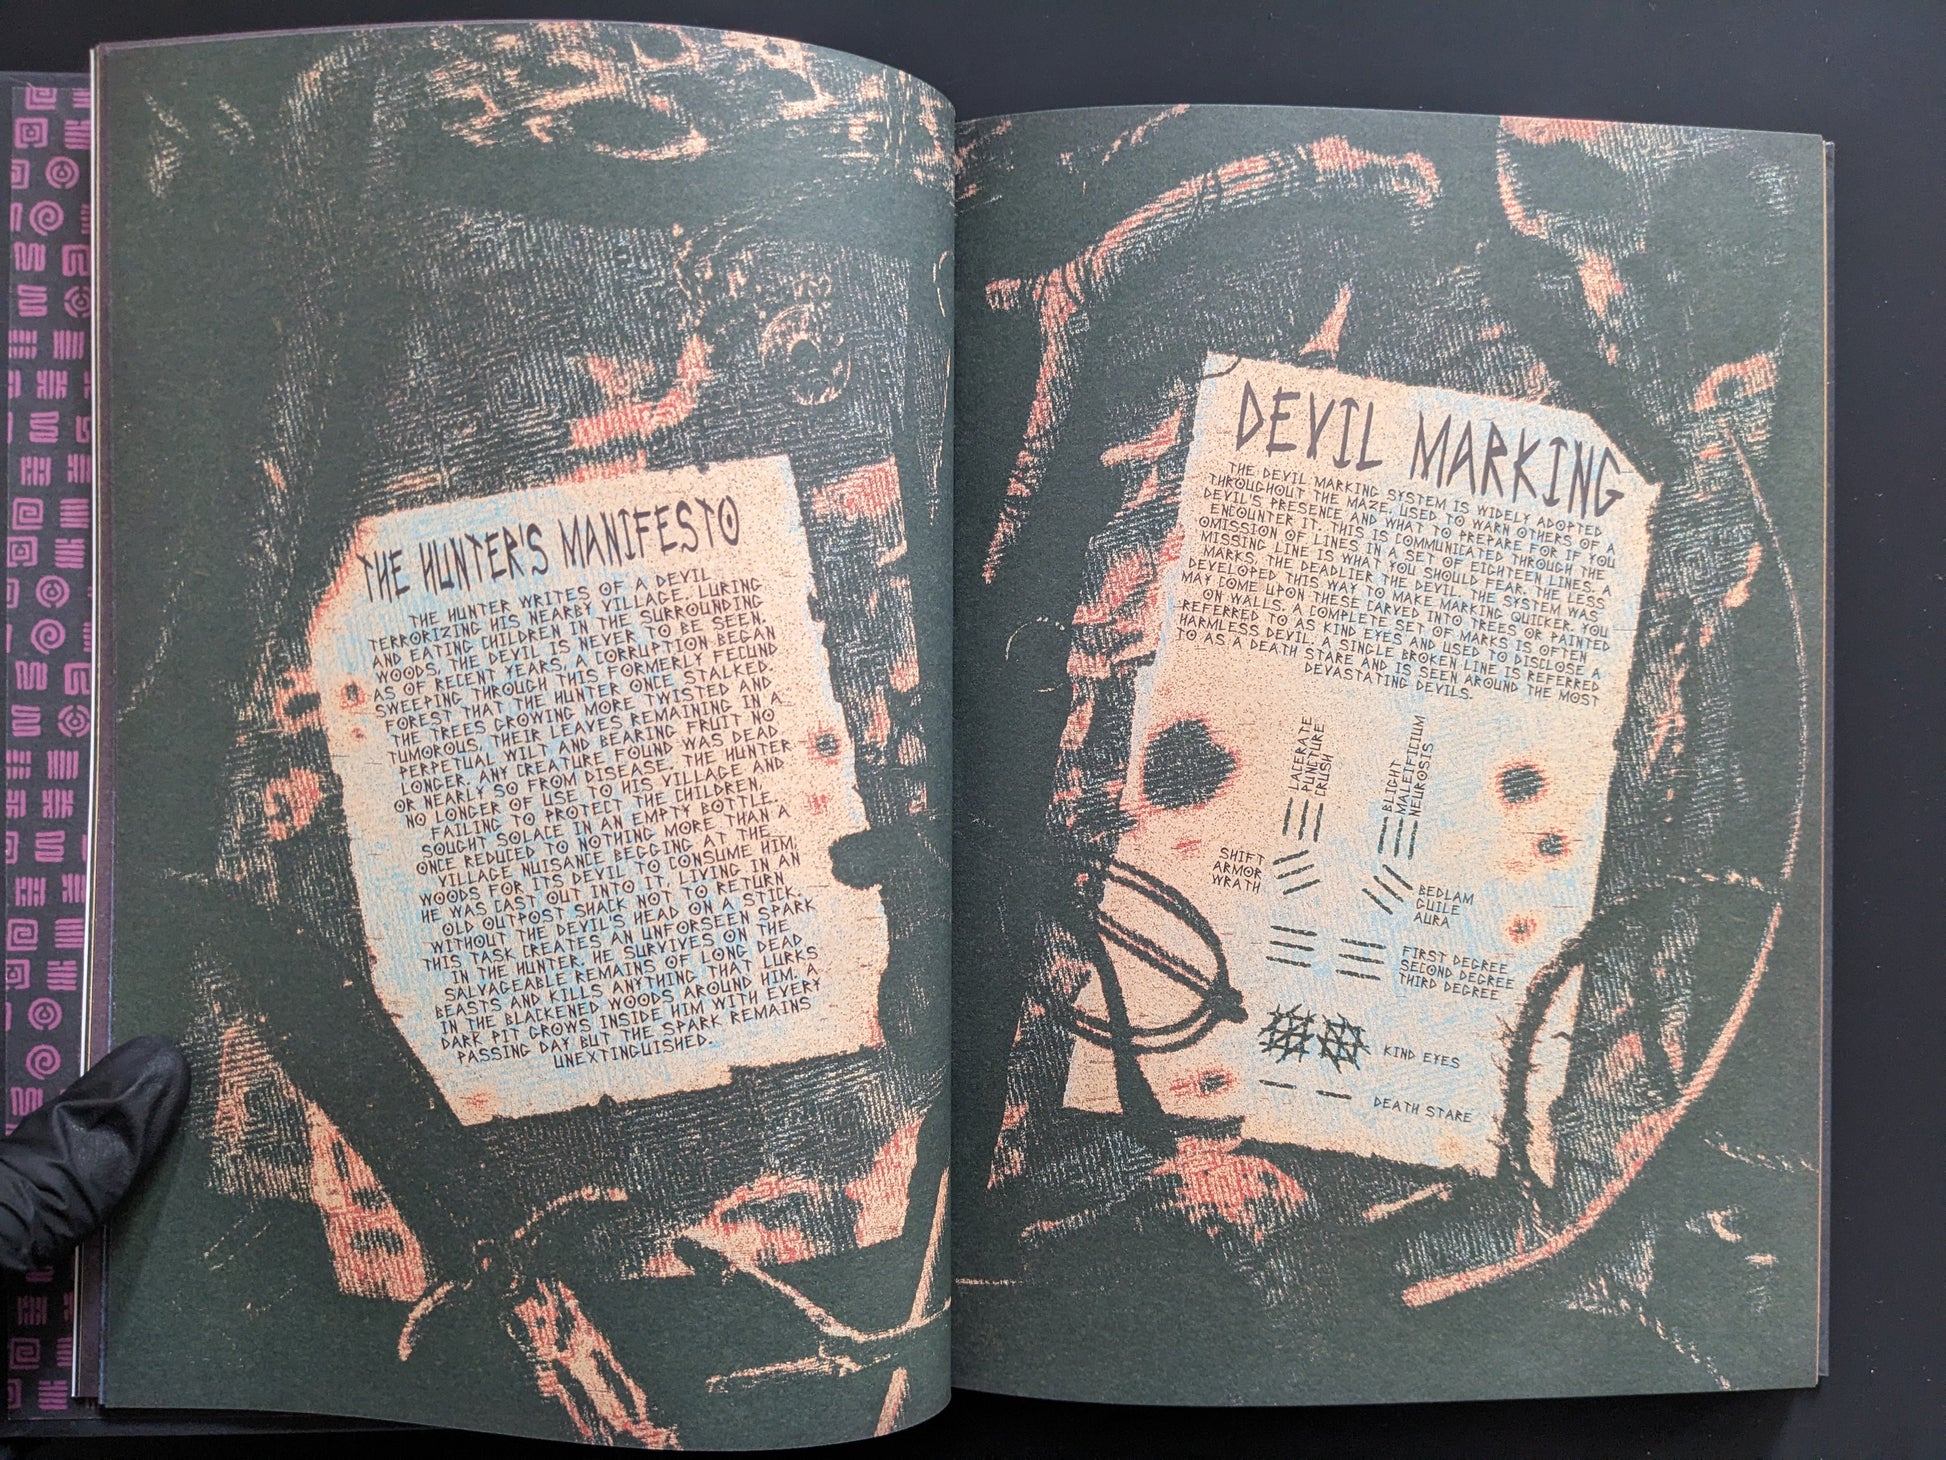 THE HUNTER'S MANIFESTO
THE HUNTER WRITES OF A DEVIL
TERRORIZING HIS NEARBY VILLAGE, LURING
AND EATING CHILDREN IN THE SURROUNDING
WOODS. THE DEVIL IS NEVER TO BE SEEN.
AS OF RECENT YEARS, A CORRUPTION BEGAN
SWEEPING THROUGH THIS FORMERLY FECUND
FOREST THAT THE HUNTER ONCE STALKED.
THE TREES GROWING MORE TWISTED AND
TUMOROUS, THEIR LEAVES REMAINING IN A
PERPETUAL WILT AND BEARING FRUIT NO
LONGER. ANY CREATURE FOUND WAS DEAD
OR NEARLY SO FROM DISEASE. THE HUNTER
NO LONGER OF USE TO HIS VILLAGE AND
FAILING TO PROTECT THE CHILDREN,
SOUGHT SOLACE IN AN EMPTY BOTTLE.
ONCE REDUCED TO NOTHING MORE THAN A
VILLAGE NUISANCE BEGGING AT THE
WOODS FOR ITS DEVIL TO CONSUME HIM;
HE WAS CAST OUT INTO IT. LIVING IN AN
OLD OUTPOST SHACK NOT TO RETURN
WITHOUT THE DEVIL'S HEAD ON A STICK.
THIS TASK CREATES AN UNFORSEEN SPARK
IN THE HUNTER. HE SURVIVES ON THE
SALVAGEABLE REMAINS OF LONG DEAD
BEASTS AND KILLS ANYTHING THAT LURKS
IN THE BLACKENED WOODS AROUND HIM. A
DARK PIT GROWS INSIDE HIM WITH EVERY
PASSING DAY BUT THE SPARK REMAINS
UNEXTINGUISHED.
DEVIL MARKING
THE DEVIL MARKING SYSTEM IS WIDELY ADOPTED
THROUGHOUT THE MAZE, USED TO WARN OTHERS OF A
DEVIL'S PRESENCE AND WHAT TO PREPARE FOR IF YOU
ENCOUNTER IT. THIS IS COMMUNICATED THROUGH THE
OMISSION OF LINES IN A SET OF EIGHTEEN LINES. A
MISSING LINE IS WHAT YOU SHOULD FEAR. THE LESS
MARKS, THE DEADLIER THE DEVIL. THE SYSTEM WAS
DEVELOPED THIS WAY TO MAKE MARKING QUICKER. YOU
MAY COME UPON THESE CARVED INTO TREES OR PAINTED
ON WALLS. A COMPLETE SET OF MARKS IS OFTEN
REFERRED TO AS KIND EYES AND USED TO DISCLOSE A
HARMLESS DEVIL. A SINGLE BROKEN LINE IS REFERRED
TO AS A DEATH STARE AND IS SEEN AROUND THE MOST
DEVASTATING DEVILS.
LACERATE
PUNCTURE
CRUSH
BLIGHT
MALEIFICIUM
NEUROSIS
SHIFT
ARMOR
WRATH
BEDLAM
GUILE
AURA
FIRST DEGREE
SECOND DEGREE
THIRD DEGREE
KIND EYES
DEATH STARE